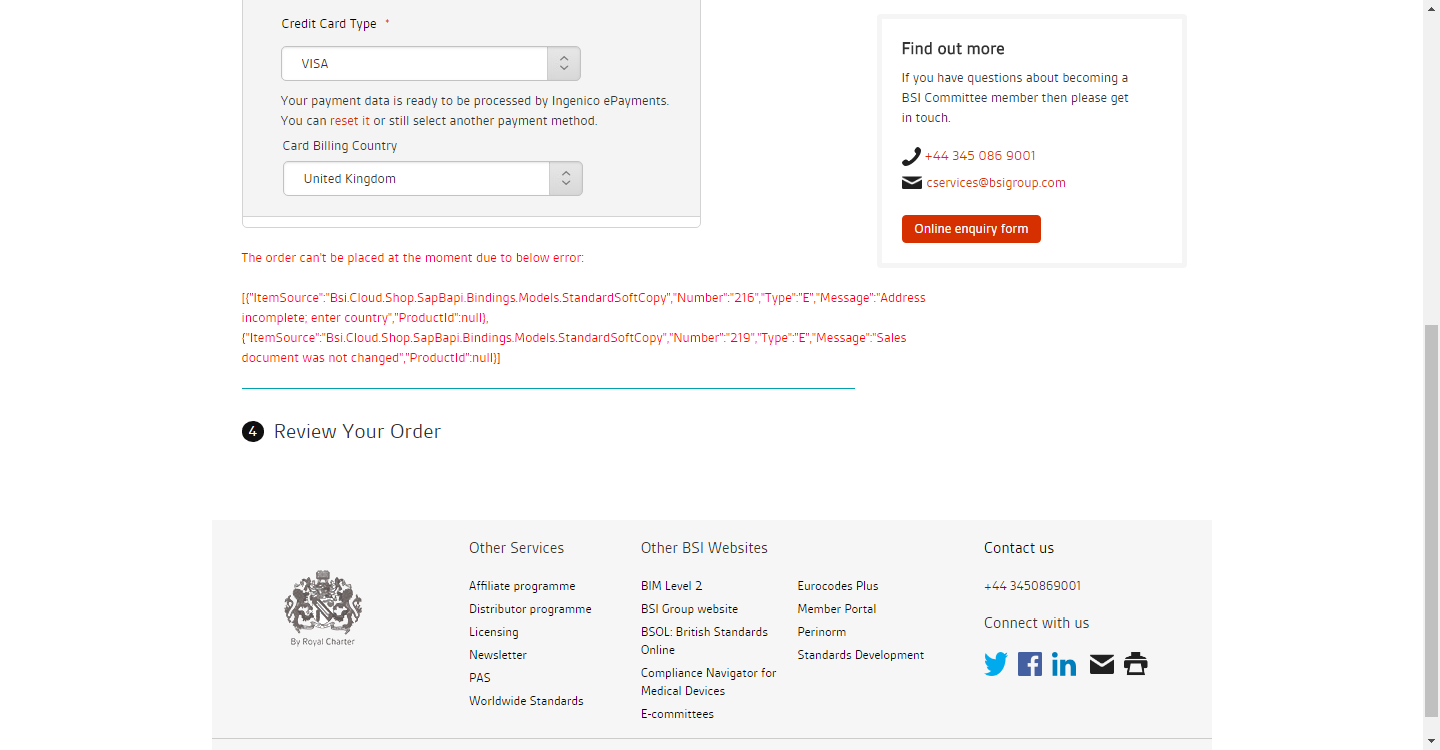 Credit Card Type *
VISA
Your payment data is ready to be processed by Ingenico ePayments.
You can reset it or still select another payment method.
Card Billing Country
United Kingdom
The order can't be placed at the moment due to below error:
[{"ItemSource":"Bsi.Cloud.Shop.SapBapi.Bindings.Models.StandardSoftCopy","Number":"216","Type":"E","Message":"Address
incomplete; enter country","ProductId":null},
{"ItemSource":"Bsi.Cloud.Shop.SapBapi.Bindings.Models.StandardSoftCopy","Number":"219","Type":"E","Message":"Sales
document was not changed","ProductId":null}]
4 Review Your Order
Find out more
If you have questions about becoming a
BSI Committee member then please get
in touch.
+44 345 086 9001
cservices@bsigroup.com
Online enquiry form
By Royal Charter
Other Services
Affiliate programme
Distributor programme
Licensing
Newsletter
PAS
Worldwide Standards
Other BSI Websites
BIM Level 2
BSI Group website
BSOL: British Standards
Online
Compliance Navigator for
Medical Devices
E-committees
Eurocodes Plus
Member Portal
Perinorm
Standards Development
Contact us
+44 3450869001
Connect with us